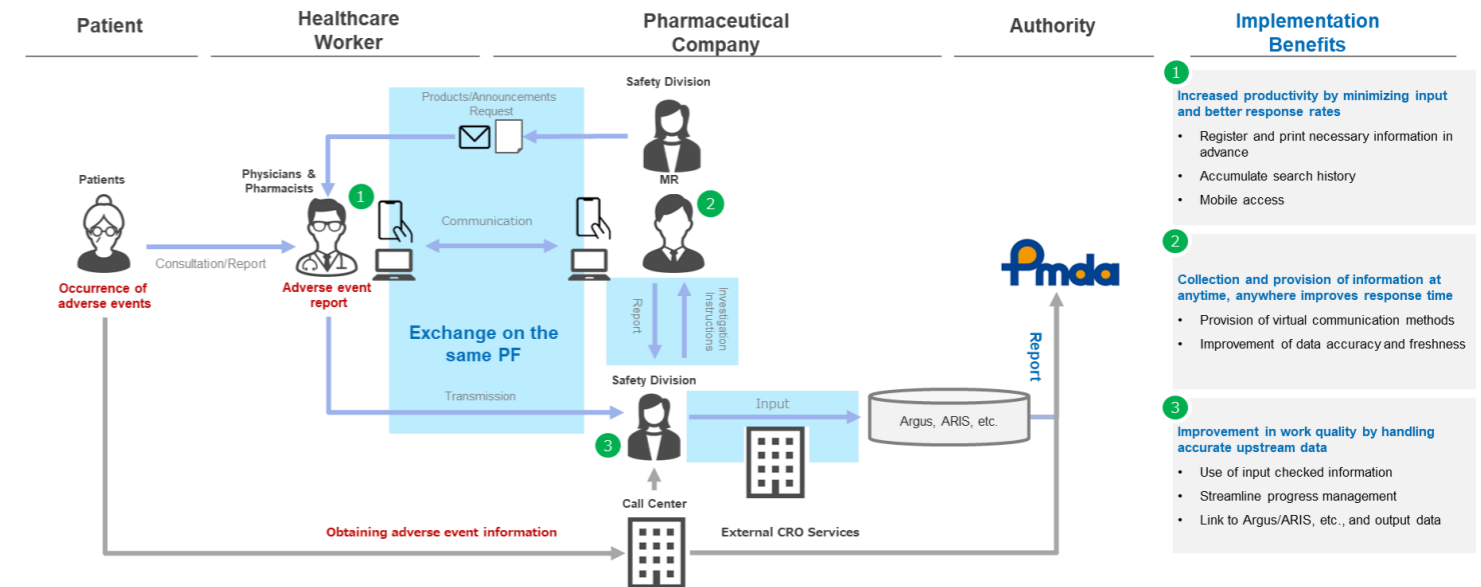 Patient
Healthcare
Worker
Pharmaceutical
Company
Authority
Implementation
Benefits
Safety Division
Products/Announcements
Request
MR
Physicians &
Pharmacists
1
2
Patients
Communication
Consultation/Report
Occurrence of
adverse events
Adverse event
report
Exchange on the
same PF
Report
Investigation
Instructions
Pmda
Report
Safety Division
Transmission
Input
Argus, ARIS, etc.
3
Call Center
Obtaining adverse event information
External CRO Services
1
Increased productivity by minimizing input
and better response rates
• Register and print necessary information in
advance
• Accumulate search history
• Mobile access
2
Collection and provision of information at
anytime, anywhere improves response time
• Provision of virtual communication methods
• Improvement of data accuracy and freshness
3
Improvement in work quality by handling
accurate upstream data
• Use of input checked information
• Streamline progress management
• Link to Argus/ARIS, etc., and output data